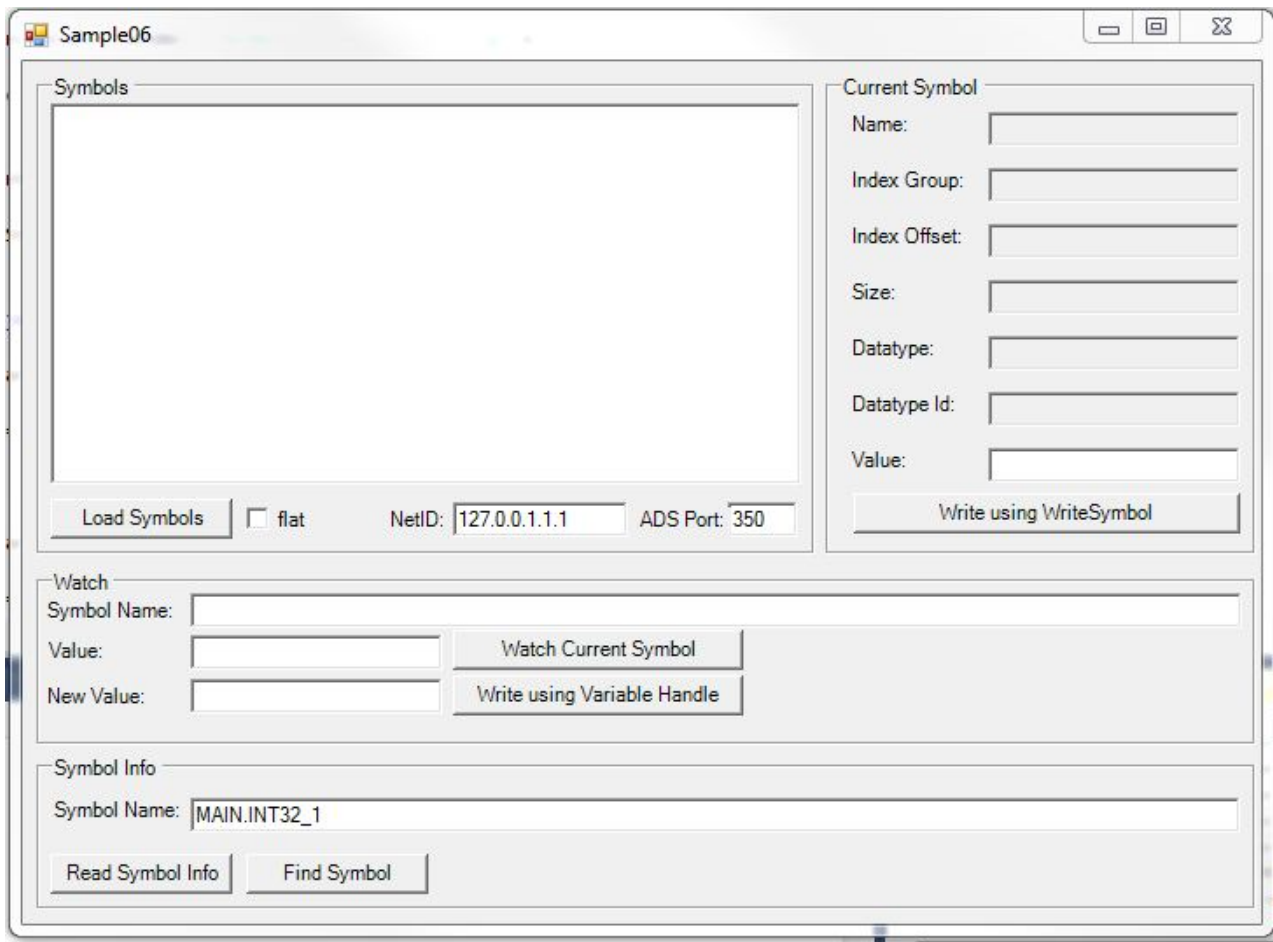 Sample06
Symbols
Load Symbols
flat
NetID: 127.0.0.1.1.1
ADS Port: 350
Current Symbol
Name:
Index Group:
Index Offset:
Size:
Datatype:
Datatype Id:
Value:
Write using WriteSymbol
Watch
Symbol Name:
Value:
Watch Current Symbol
New Value:
Write using Variable Handle
Symbol Info
Symbol Name: MAIN.INT32_1
Read Symbol Info
Find Symbol